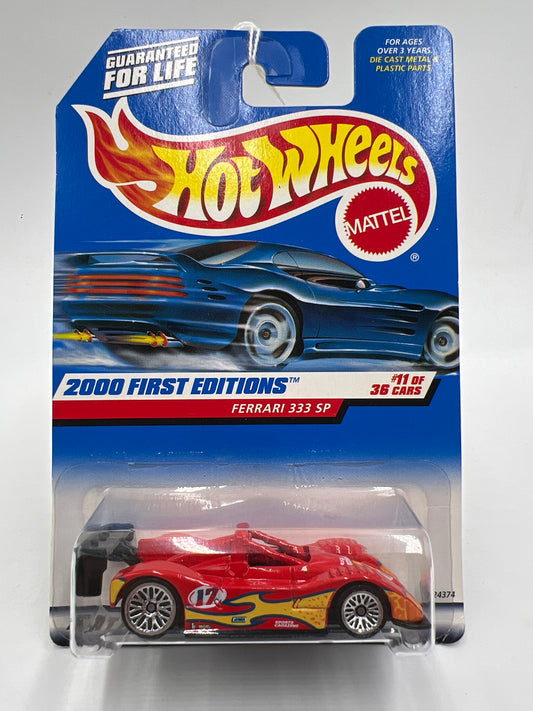 GUARANTEED
FOR LIFE
FOR AGES
OVER 3 YEARS
DIE CAST METAL &
PLASTIC PARTS
HOT WHEELS
MATTEL
®
2000 FIRST EDITIONS™
#11 OF
36 CARS
FERRARI 333 SP
24374
17